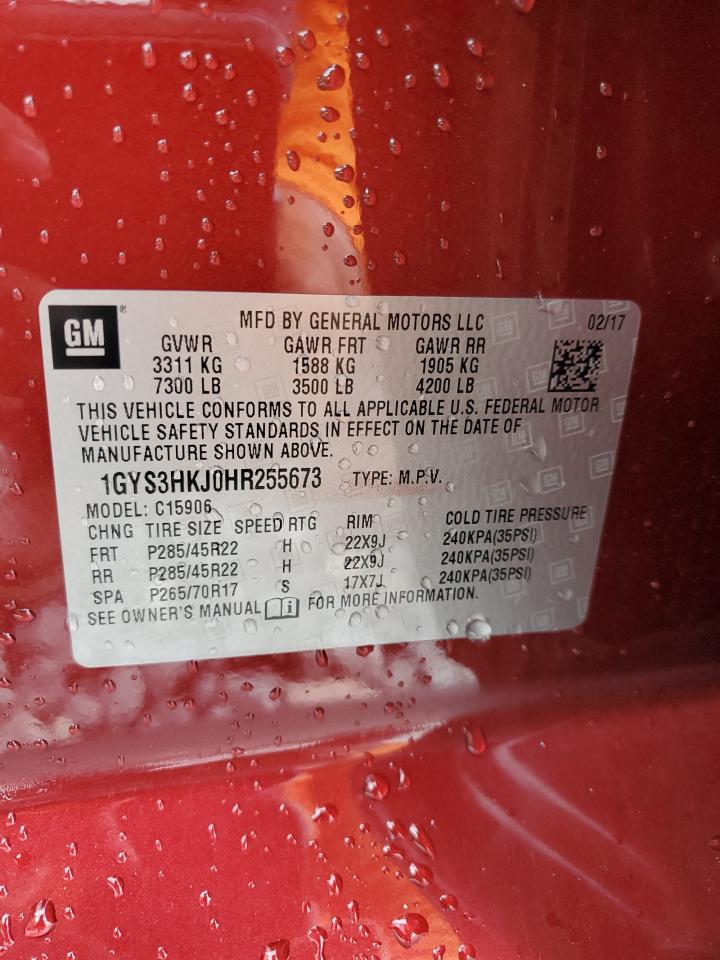 GM®
MFD BY GENERAL MOTORS LLC 02/17
GVWR GAWR FRT GAWR RR
3311 KG 1588 KG 1905 KG
7300 LB 3500 LB 4200 LB
THIS VEHICLE CONFORMS TO ALL APPLICABLE U.S. FEDERAL MOTOR
VEHICLE SAFETY STANDARDS IN EFFECT ON THE DATE OF
MANUFACTURE SHOWN ABOVE.
1GYS3HKJ0HR255673 TYPE: M.P.V.
MODEL: C15906
CHNG TIRE SIZE SPEED RTG RIM COLD TIRE PRESSURE
FRT P285/45R22 H 22X9J 240KPA(35PSI)
RR P285/45R22 H 22X9J 240KPA(35PSI)
SPA P265/70R17 S 17X7J 240KPA(35PSI)
SEE OWNER'S MANUAL FOR MORE INFORMATION.